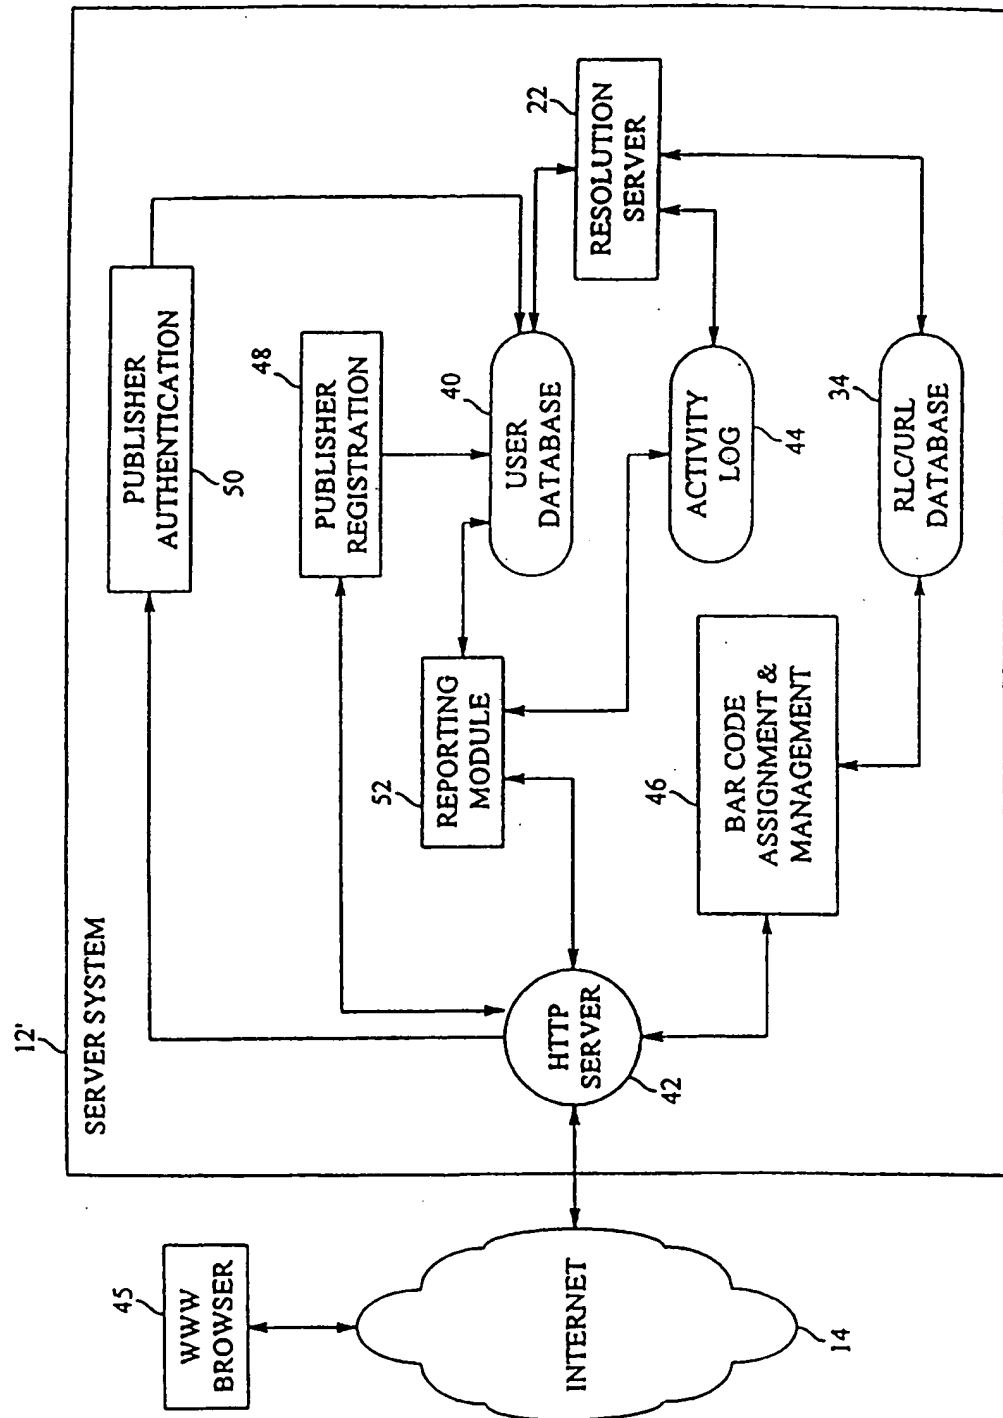 12'
SERVER SYSTEM
PUBLISHER
AUTHENTICATION
50
PUBLISHER
REGISTRATION
48
45
WWW
BROWSER
REPORTING
MODULE
52
USER
DATABASE
40
RESOLUTION
SERVER
22
INTERNET
14
HTTP
SERVER
42
ACTIVITY
LOG
44
BAR CODE
ASSIGNMENT &
MANAGEMENT
46
RLC/URL
DATABASE
34